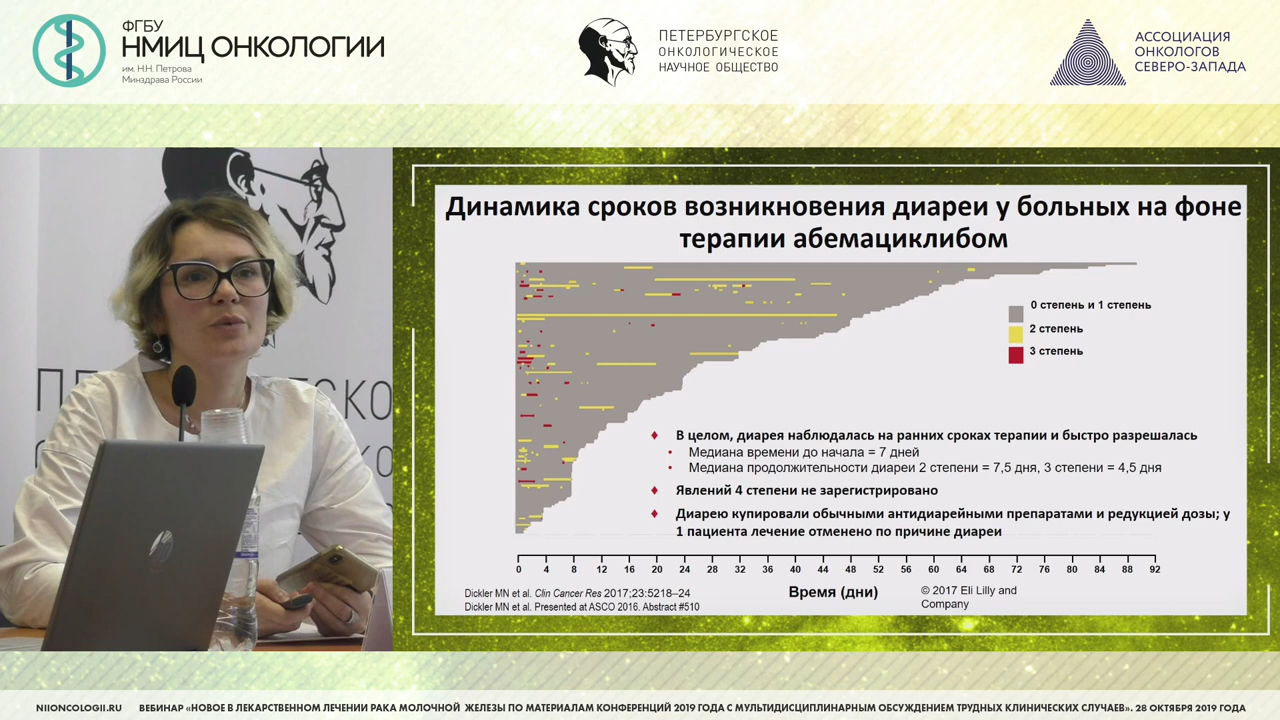 ФГБУ
НМИЦ ОНКОЛОГИИ
им. Н.Н. Петрова
Минздрава России
ПЕТЕРБУРГСКОЕ
ОНКОЛОГИЧЕСКОЕ
НАУЧНОЕ ОБЩЕСТВО
АССОЦИАЦИЯ
ОНКОЛОГОВ
СЕВЕРО-ЗАПАДА
Динамика сроков возникновения диареи у больных на фоне
терапии абемациклибом
0 степень и 1 степень
2 степень
3 степень
♦ В целом, диарея наблюдалась на ранних сроках терапии и быстро разрешалась
• Медиана времени до начала = 7 дней
• Медиана продолжительности диареи 2 степени = 7,5 дня, 3 степени = 4,5 дня
♦ Явлений 4 степени не зарегистрировано
♦ Диарею купировали обычными антидиарейными препаратами и редукцией дозы; у
1 пациента лечение отменено по причине диареи
0 4 8 12 16 20 24 28 32 36 40 44 48 52 56 60 64 68 72 76 80 84 88 92
Время (дни)
Dickler MN et al. Clin Cancer Res 2017;23:5218–24
Dickler MN et al. Presented at ASCO 2016. Abstract #510
© 2017 Eli Lilly and
Company
NIIONCOLOGII.RU ВЕБИНАР «НОВОЕ В ЛЕКАРСТВЕННОМ ЛЕЧЕНИИ РАКА МОЛОЧНОЙ ЖЕЛЕЗЫ ПО МАТЕРИАЛАМ КОНФЕРЕНЦИЙ 2019 ГОДА С МУЛЬТИДИСЦИПЛИНАРНЫМ ОБСУЖДЕНИЕМ ТРУДНЫХ КЛИНИЧЕСКИХ СЛУЧАЕВ». 28 ОКТЯБРЯ 2019 ГОДА